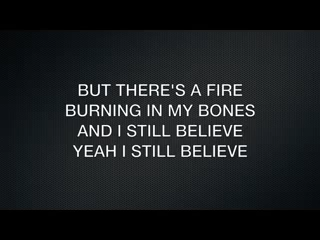 BUT THERE'S A FIRE
BURNING IN MY BONES
AND I STILL BELIEVE
YEAH I STILL BELIEVE